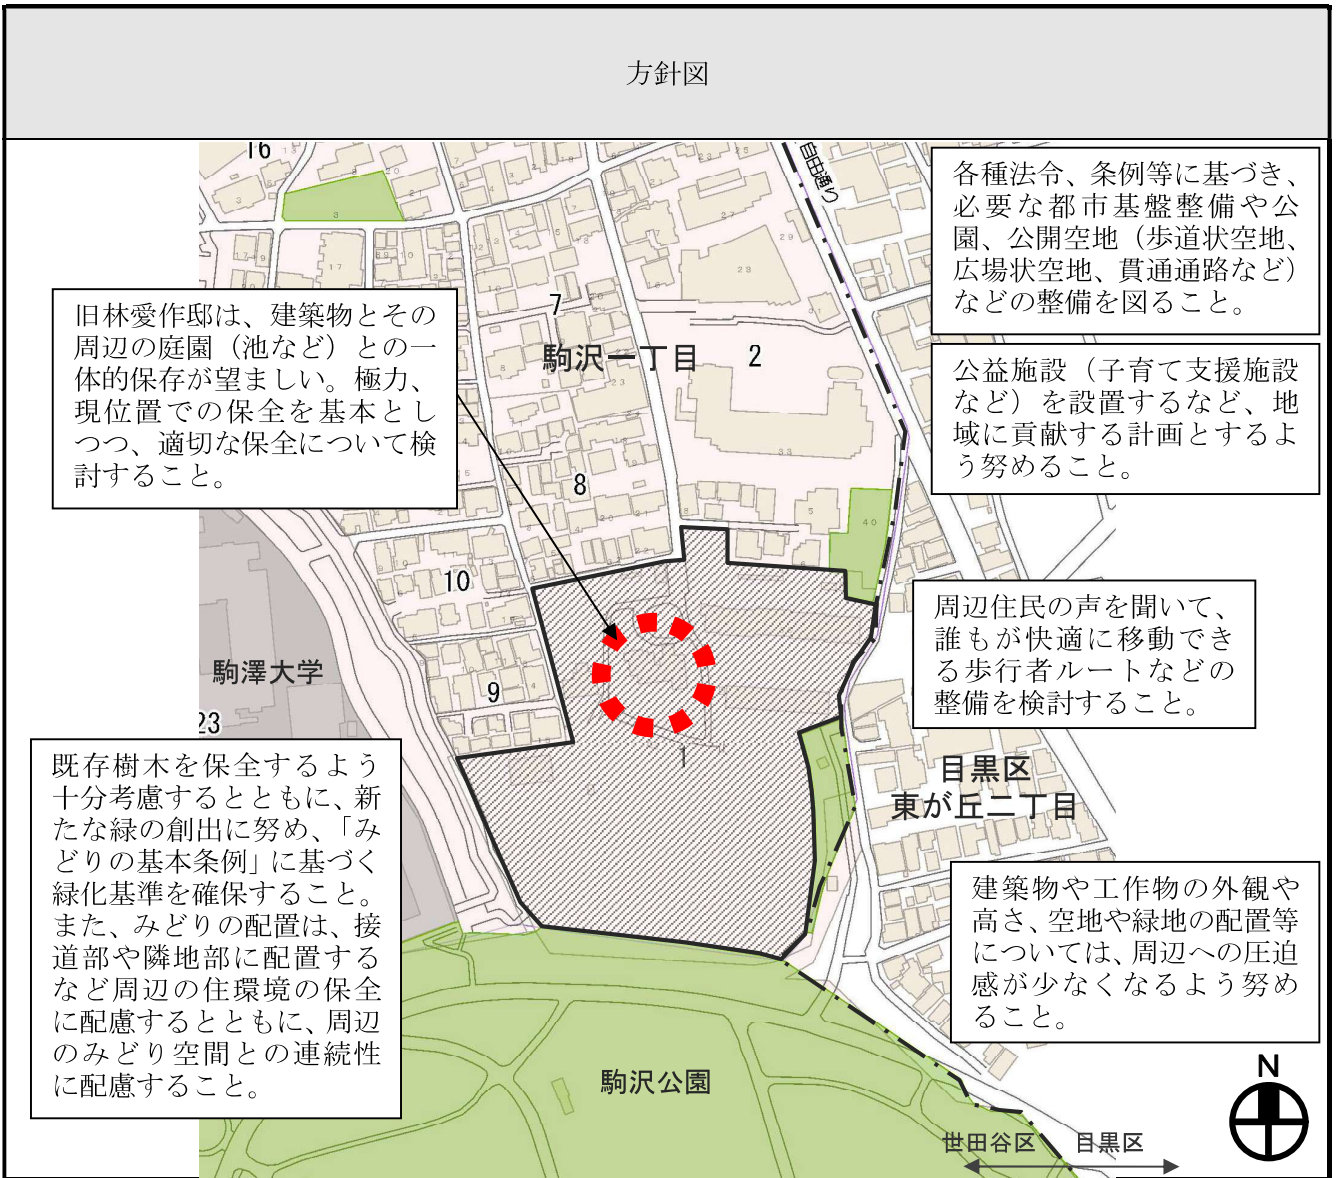 方針図
16
自由通り
各種法令、条例等に基づき、
必要な都市基盤整備や公
園、公開空地（歩道状空地、
広場状空地、貫通通路など）
などの整備を図ること。
旧林愛作邸は、建築物とその
周辺の庭園（池など）との一
体的保存が望ましい。極力、
現位置での保全を基本とし
つつ、適切な保全について検
討すること。
7
駒沢一丁目
2
公益施設（子育て支援施設
など）を設置するなど、地
域に貢献する計画とするよ
う努めること。
8
40
10
周辺住民の声を聞いて、
誰もが快適に移動でき
る歩行者ルートなどの
整備を検討すること。
駒澤大学
9
23
1
既存樹木を保全するよう
十分考慮するとともに、新
たな緑の創出に努め、「み
どりの基本条例」に基づく
緑化基準を確保すること。
また、みどりの配置は、接
道部や隣地部に配置する
など周辺の住環境の保全
に配慮するとともに、周辺
のみどり空間との連続性
に配慮すること。
目黒区
東が丘二丁目
建築物や工作物の外観や
高さ、空地や緑地の配置等
については、周辺への圧迫
感が少なくなるよう努め
ること。
駒沢公園
N
世田谷区 目黒区